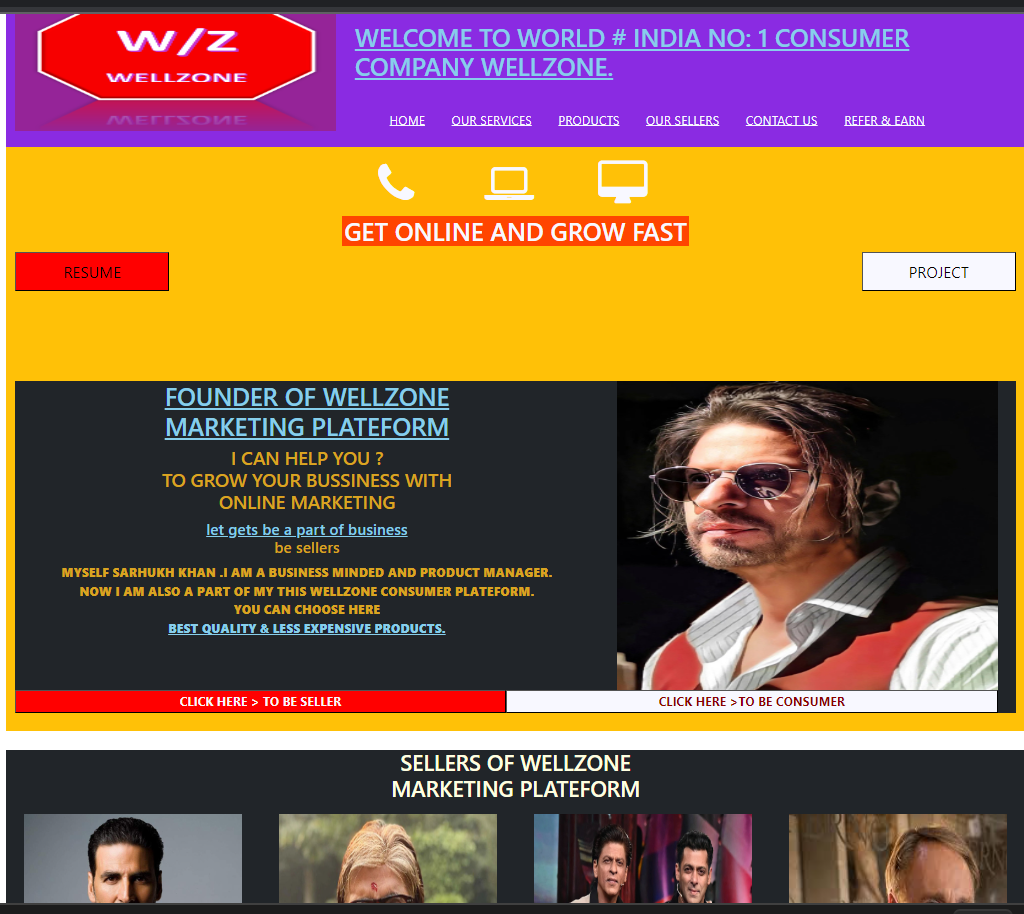 W/Z
WELLZONE
WELCOME TO WORLD # INDIA NO: 1 CONSUMER
COMPANY WELLZONE.
HOME OUR SERVICES PRODUCTS OUR SELLERS CONTACT US REFER & EARN
GET ONLINE AND GROW FAST
RESUME
PROJECT
FOUNDER OF WELLZONE
MARKETING PLATEFORM
I CAN HELP YOU ?
TO GROW YOUR BUSSINESS WITH
ONLINE MARKETING
let gets be a part of business
be sellers
MYSELF SARHUKH KHAN .I AM A BUSINESS MINDED AND PRODUCT MANAGER.
NOW I AM ALSO A PART OF MY THIS WELLZONE CONSUMER PLATEFORM.
YOU CAN CHOOSE HERE
BEST QUALITY & LESS EXPENSIVE PRODUCTS.
CLICK HERE > TO BE SELLER
CLICK HERE >TO BE CONSUMER
SELLERS OF WELLZONE
MARKETING PLATEFORM